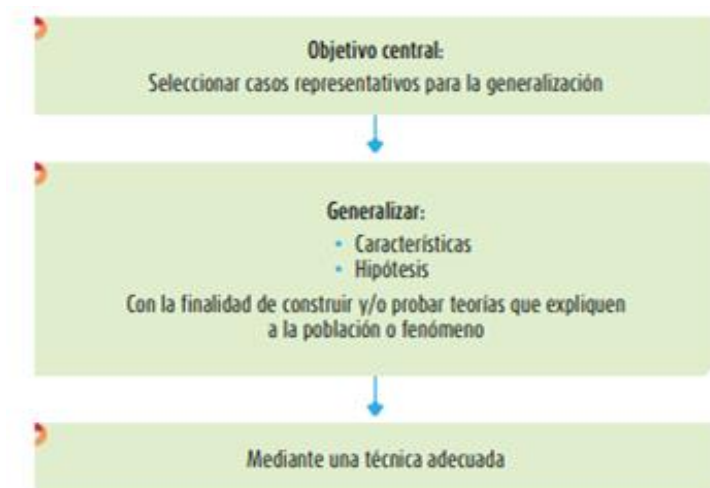 Objetivo central:
Seleccionar casos representativos para la generalización
Generalizar:
• Características
• Hipótesis
Con la finalidad de construir y/o probar teorías que expliquen
a la población o fenómeno
Mediante una técnica adecuada